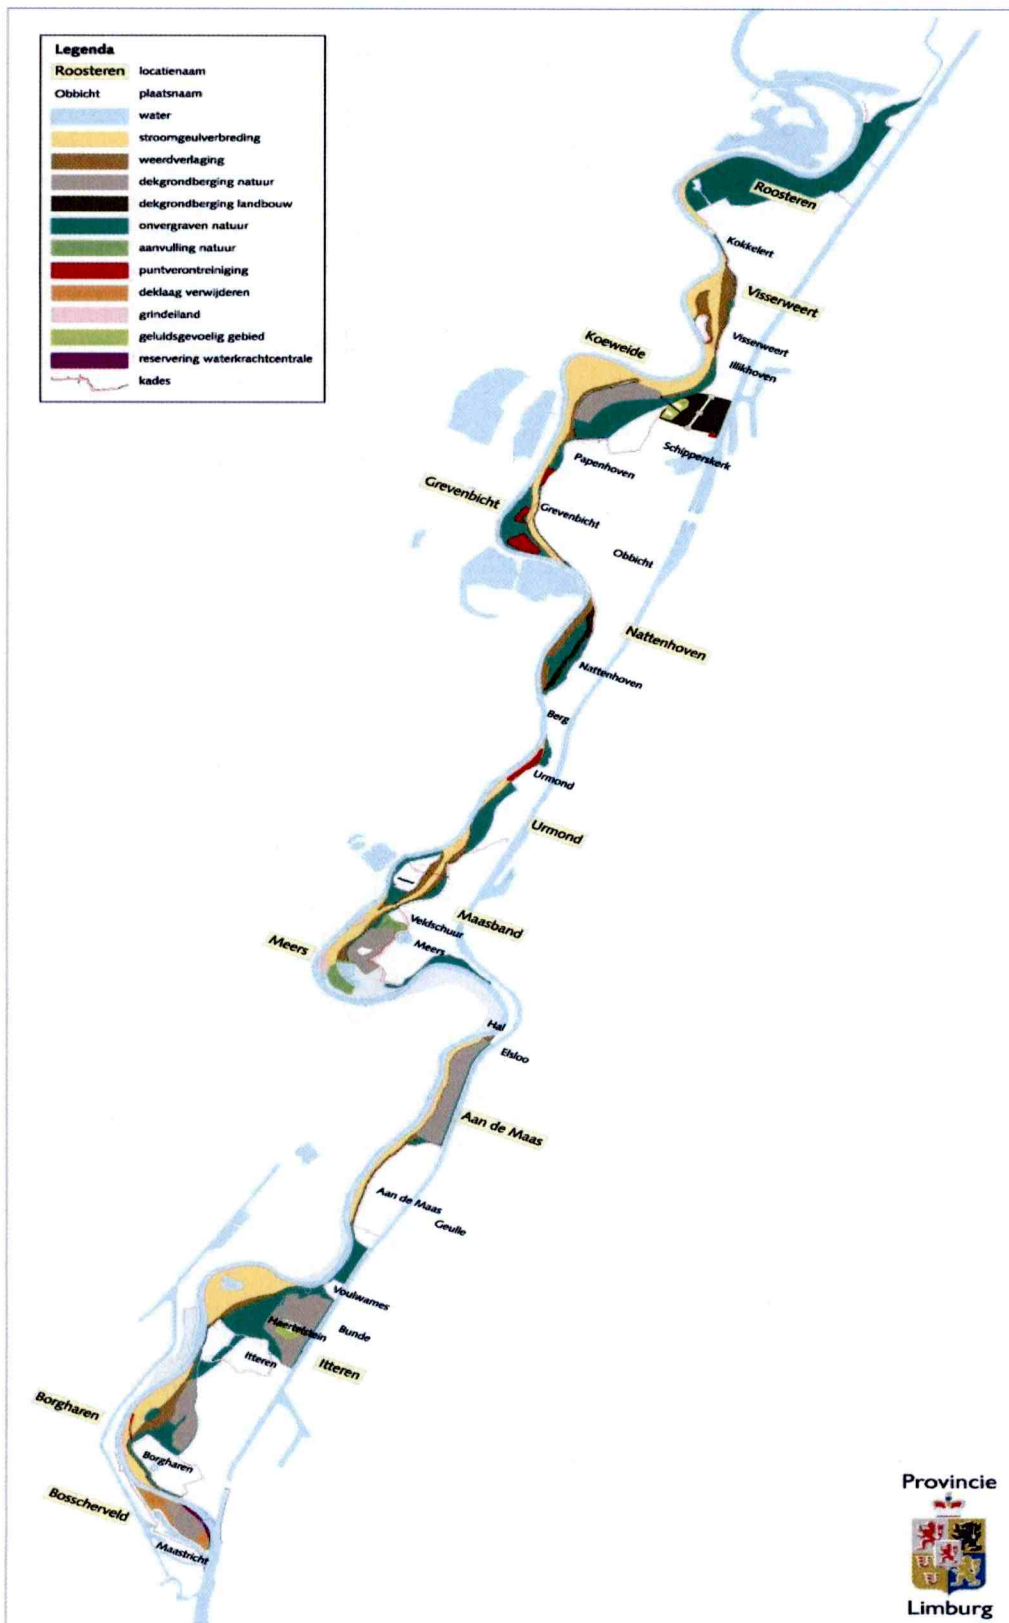 Legenda
Roosteren locatienaam
Obbicht plaatsnaam
water
stroomgeulverbreding
weerdverlaging
dekgrondberging natuur
dekgrondberging landbouw
onvergraven natuur
aanvulling natuur
puntverontreiniging
deklaag verwijderen
grindeiland
geluidsgevoelig gebied
reservering waterkrachtcentrale
kades
Roosteren
Kokkelert
Visserweert
Visserweert
Koeweide
Illikhoven
Schipperskerk
Papenhoven
Grevenbicht
Grevenbicht
Obbicht
Nattenhoven
Nattenhoven
Berg
Urmond
Urmond
Maasband
Veldschuur
Meers
Meers
Hal
Elsloo
Aan de Maas
Aan de Maas
Geulle
Voulwames
Haertelstein
Bunde
Itteren
Itteren
Borgharen
Borgharen
Bosscherveld
Maastricht
Provincie
Limburg